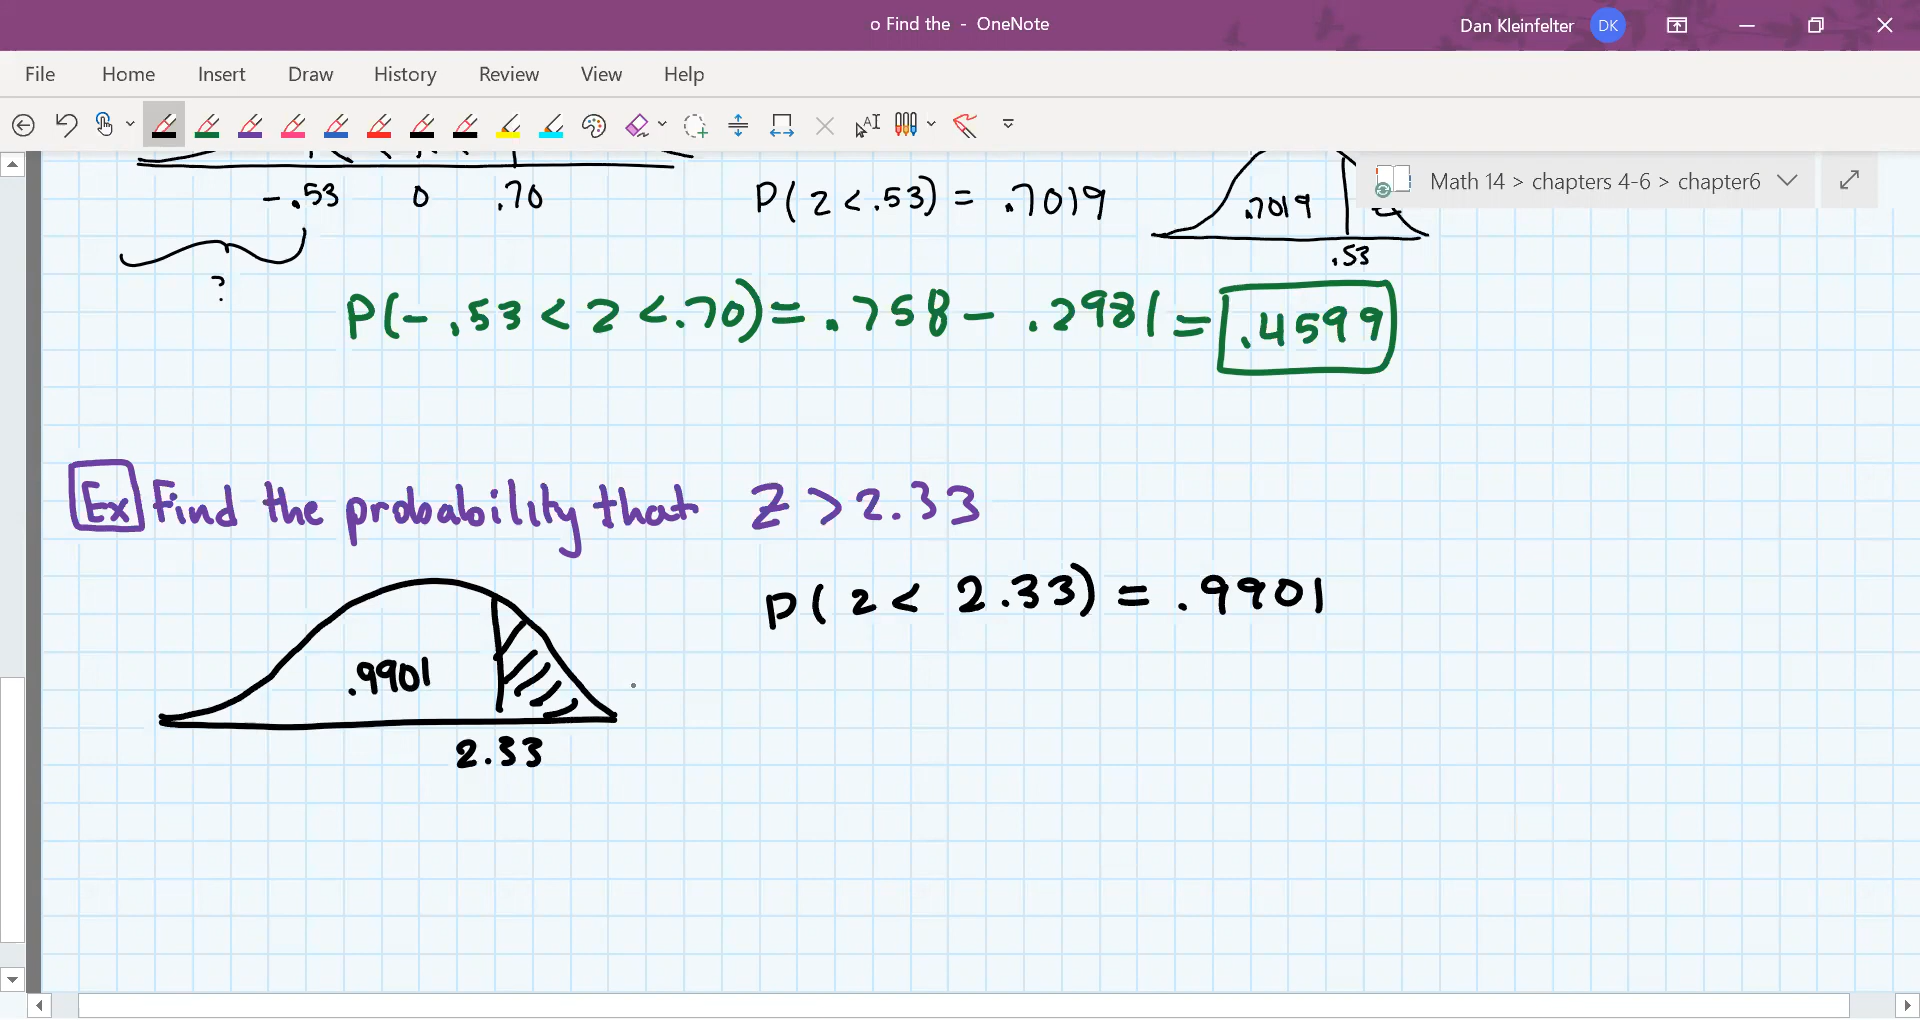 o Find the - OneNote
Dan Kleinfelter DK
File Home Insert Draw History Review View Help
Math 14 > chapters 4-6 > chapter6
-.53 0 .70
P(z < .53) = .7019
.7019
.53
?
P(-.53 < z < .70) = .758 - .2981 = .4599
Ex Find the probability that Z > 2.33
P(z < 2.33) = .9901
.9901
2.33